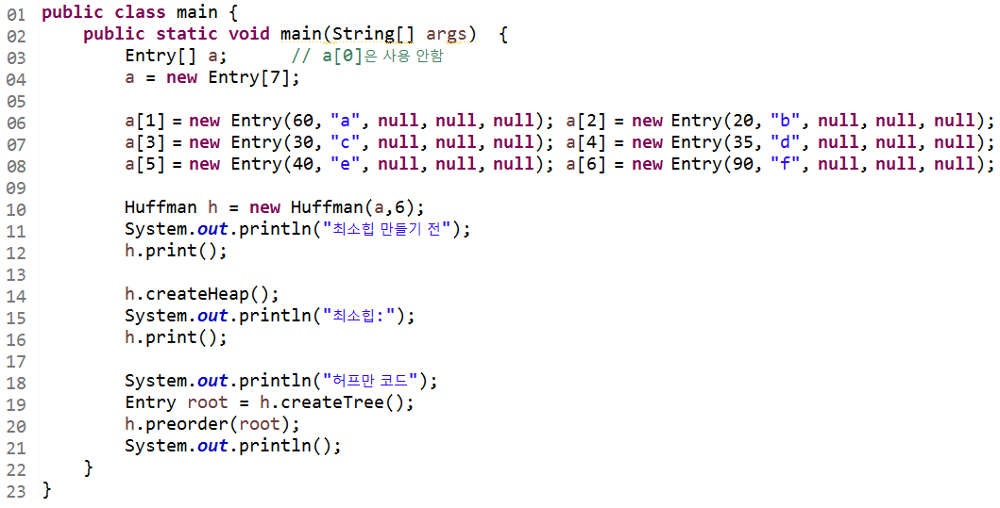 01 public class main {
02     public static void main(String[] args)  {
03         Entry[] a;      // a[0]은 사용 안함
04         a = new Entry[7];
05
06         a[1] = new Entry(60, "a", null, null, null); a[2] = new Entry(20, "b", null, null, null);
07         a[3] = new Entry(30, "c", null, null, null); a[4] = new Entry(35, "d", null, null, null);
08         a[5] = new Entry(40, "e", null, null, null); a[6] = new Entry(90, "f", null, null, null);
09
10         Huffman h = new Huffman(a,6);
11         System.out.println("최소힙 만들기 전");
12         h.print();
13
14         h.createHeap();
15         System.out.println("최소힙:");
16         h.print();
17
18         System.out.println("허프만 코드");
19         Entry root = h.createTree();
20         h.preorder(root);
21         System.out.println();
22     }
23 }